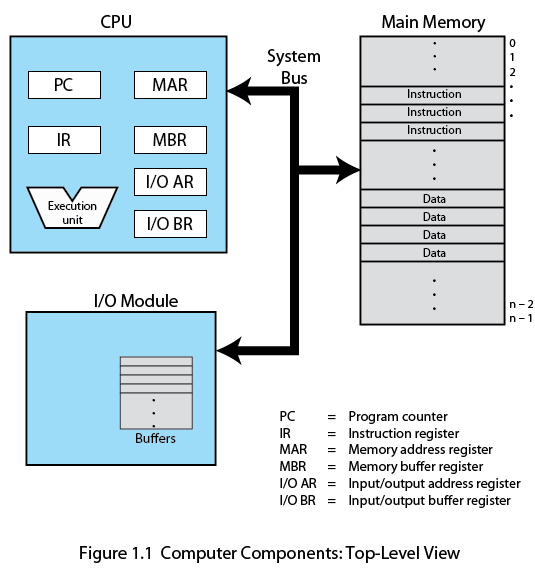 CPU
Main Memory
System
Bus
PC
MAR
IR
MBR
I/O AR
I/O BR
Execution
unit
0
1
2
Instruction
Instruction
Instruction
Data
Data
Data
Data
n – 2
n – 1
I/O Module
Buffers
PC = Program counter
IR = Instruction register
MAR = Memory address register
MBR = Memory buffer register
I/O AR = Input/output address register
I/O BR = Input/output buffer register
Figure 1.1 Computer Components: Top-Level View